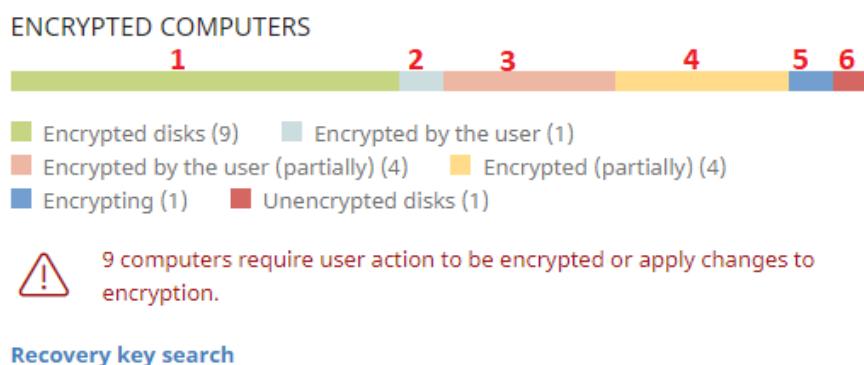 ENCRYPTED COMPUTERS
1 2 3 4 5 6
Encrypted disks (9) Encrypted by the user (1)
Encrypted by the user (partially) (4) Encrypted (partially) (4)
Encrypting (1) Unencrypted disks (1)
9 computers require user action to be encrypted or apply changes to
encryption.
Recovery key search